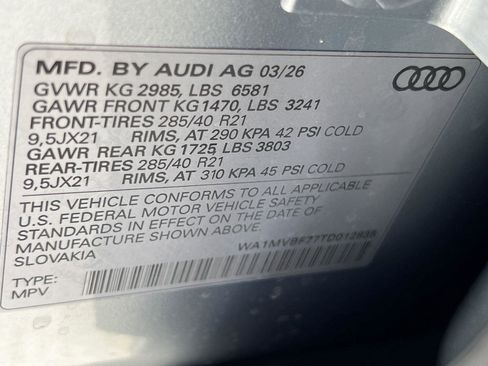 MFD. BY AUDI AG 03/26
GVWR KG 2985, LBS 6581
GAWR FRONT KG1470, LBS 3241
FRONT-TIRES 285/40 R21
9,5JX21 RIMS, AT 290 KPA 42 PSI COLD
GAWR REAR KG 1725, LBS 3803
REAR-TIRES 285/40 R21
9,5JX21 RIMS, AT 310 KPA 45 PSI COLD
THIS VEHICLE CONFORMS TO ALL APPLICABLE
U.S. FEDERAL MOTOR VEHICLE SAFETY
STANDARDS IN EFFECT ON THE DATE OF
MANUFACTURE SHOWN ABOVE.
SLOVAKIA
TYPE:
MPV